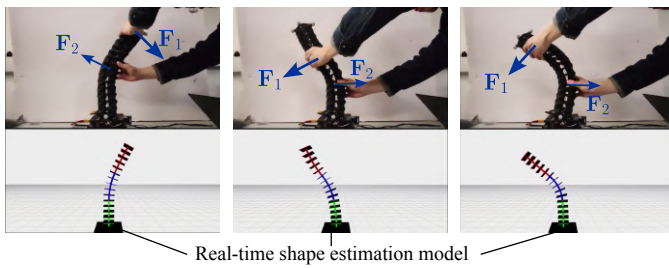 F₂ F₁
F₁ F₂
F₁ F₂
Real-time shape estimation model